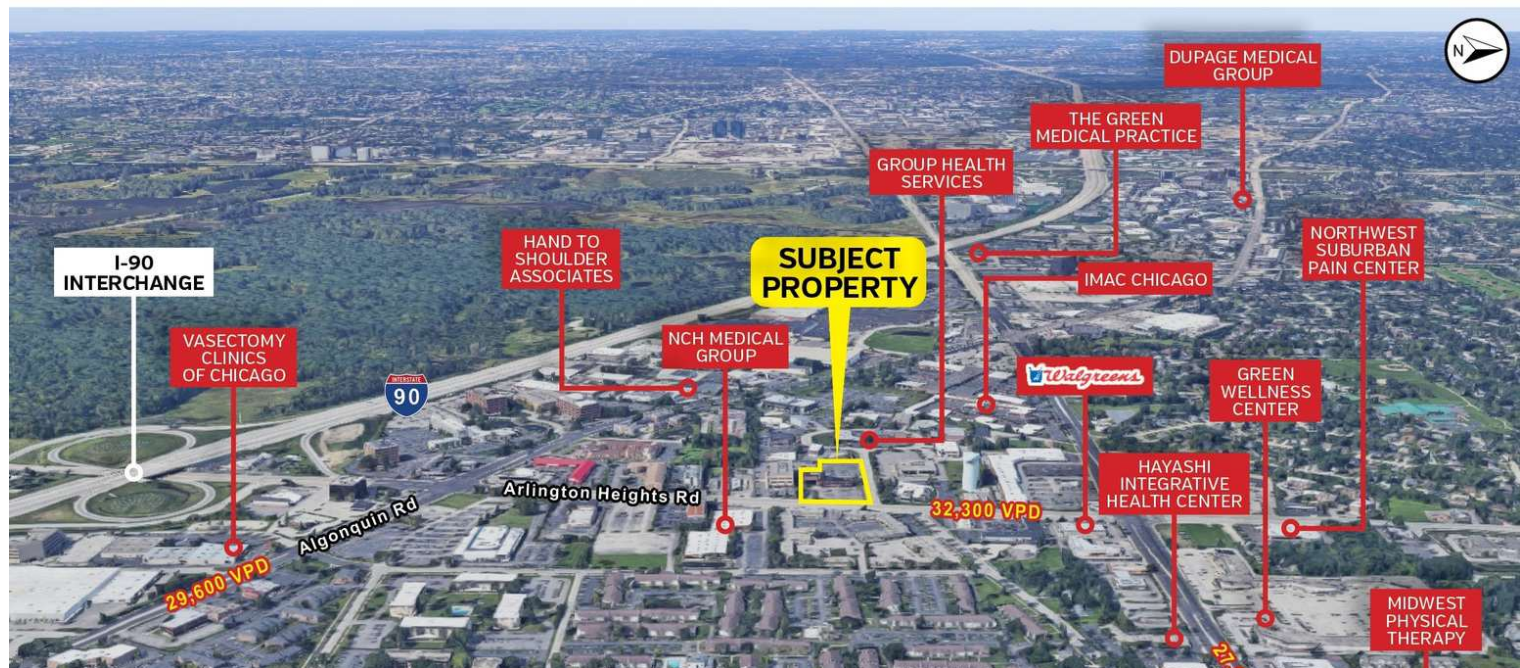 N
DUPAGE MEDICAL
GROUP
THE GREEN
MEDICAL PRACTICE
GROUP HEALTH
SERVICES
HAND TO
SHOULDER
ASSOCIATES
I-90
INTERCHANGE
SUBJECT
PROPERTY
NORTHWEST
SUBURBAN
PAIN CENTER
IMAC CHICAGO
VASECTOMY
CLINICS
OF CHICAGO
NCH MEDICAL
GROUP
INTERSTATE
90
Walgreens
GREEN
WELLNESS
CENTER
HAYASHI
INTEGRATIVE
HEALTH CENTER
Arlington Heights Rd
32,300 VPD
Algonquin Rd
29,600 VPD
MIDWEST
PHYSICAL
THERAPY